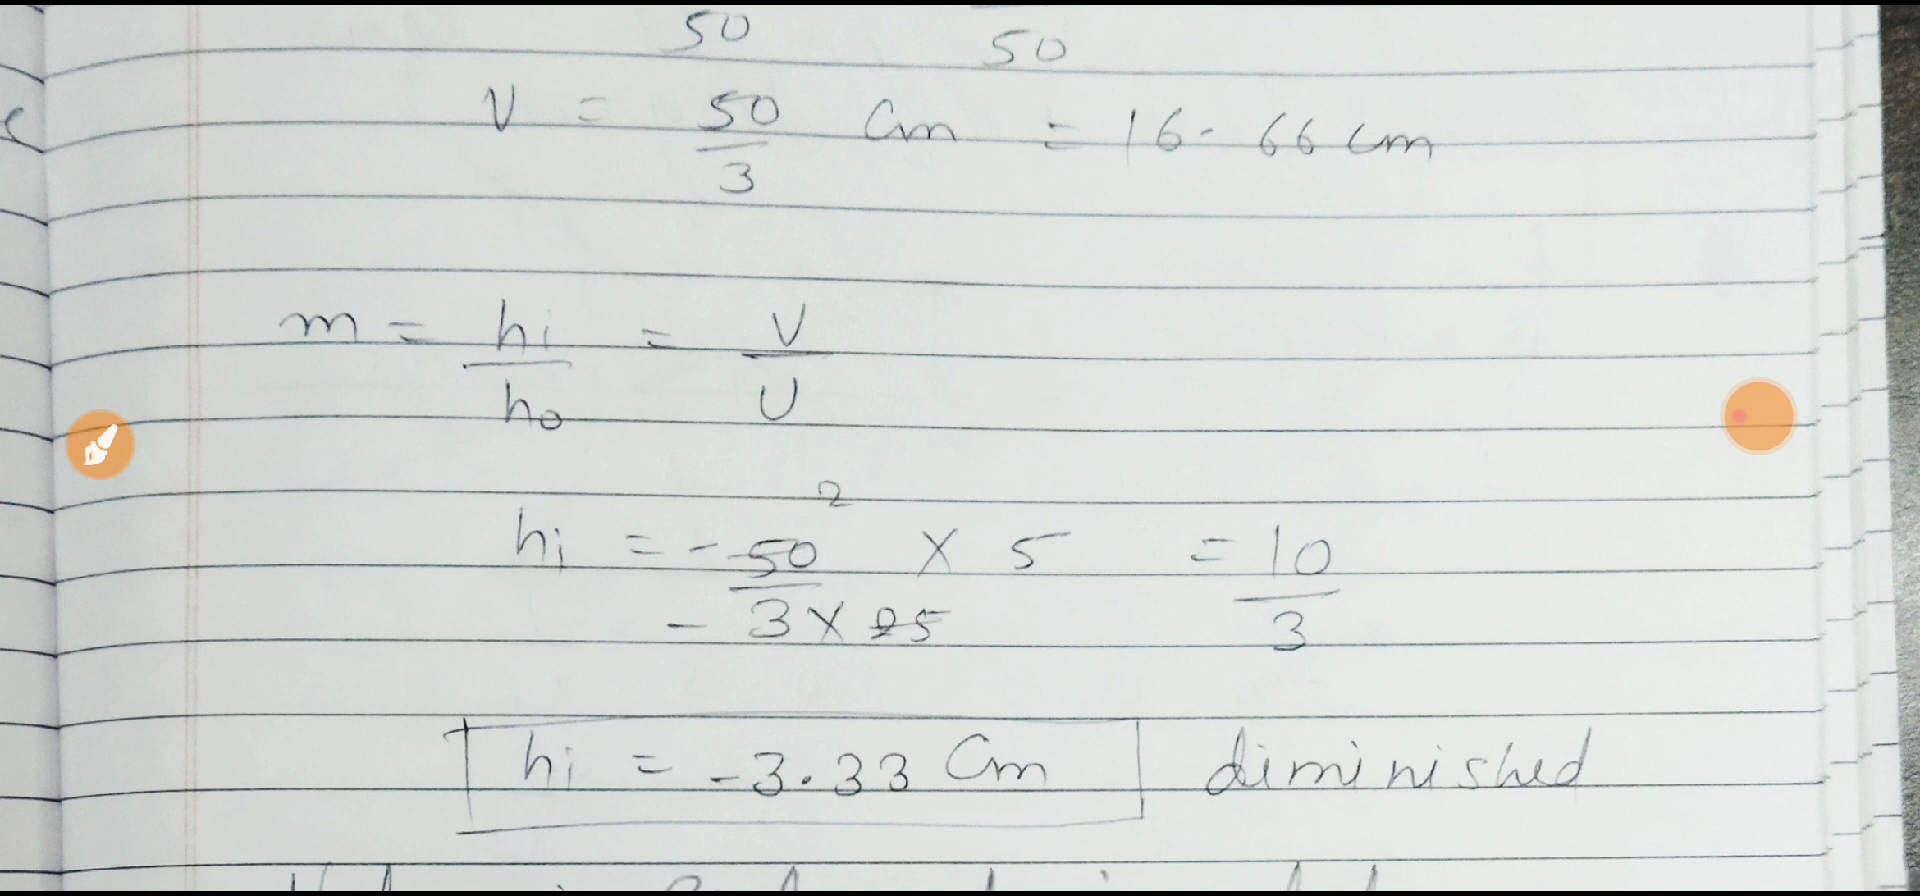 50 50
V = 50/3 Cm = 16.66 cm
m = hi/ho = V/U
2
hi = - 50/-3×25 × 5 = 10/3
hi = -3.33 Cm diminished